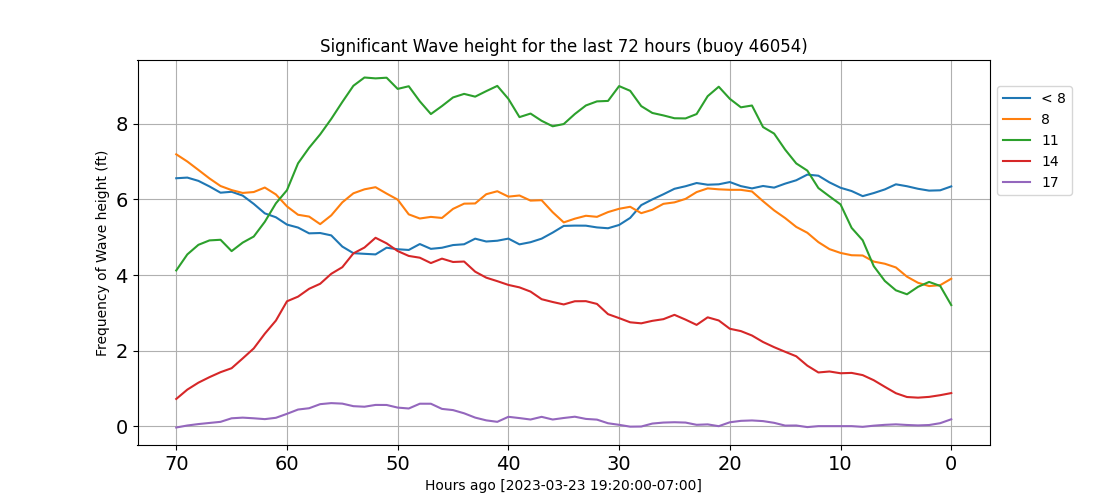 Significant Wave height for the last 72 hours (buoy 46054)
Frequency of Wave height (ft)
8
6
4
2
0
70 60 50 40 30 20 10 0
Hours ago [2023-03-23 19:20:00-07:00]
< 8
8
11
14
17